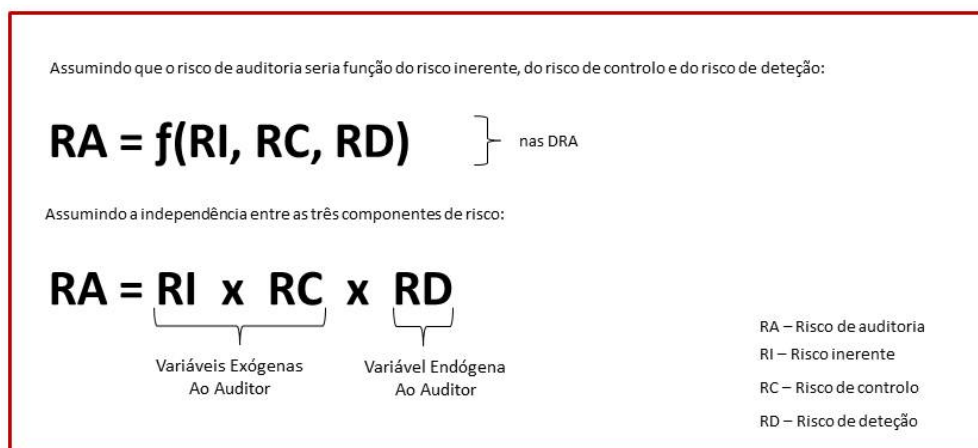 Assumindo que o risco de auditoria seria função do risco inerente, do risco de controlo e do risco de deteção:
RA = ƒ(RI, RC, RD)
nas DRA
Assumindo a independência entre as três componentes de risco:
RA = RI x RC x RD
Variáveis Exógenas
Ao Auditor
Variável Endógena
Ao Auditor
RA – Risco de auditoria
RI – Risco inerente
RC – Risco de controlo
RD – Risco de deteção